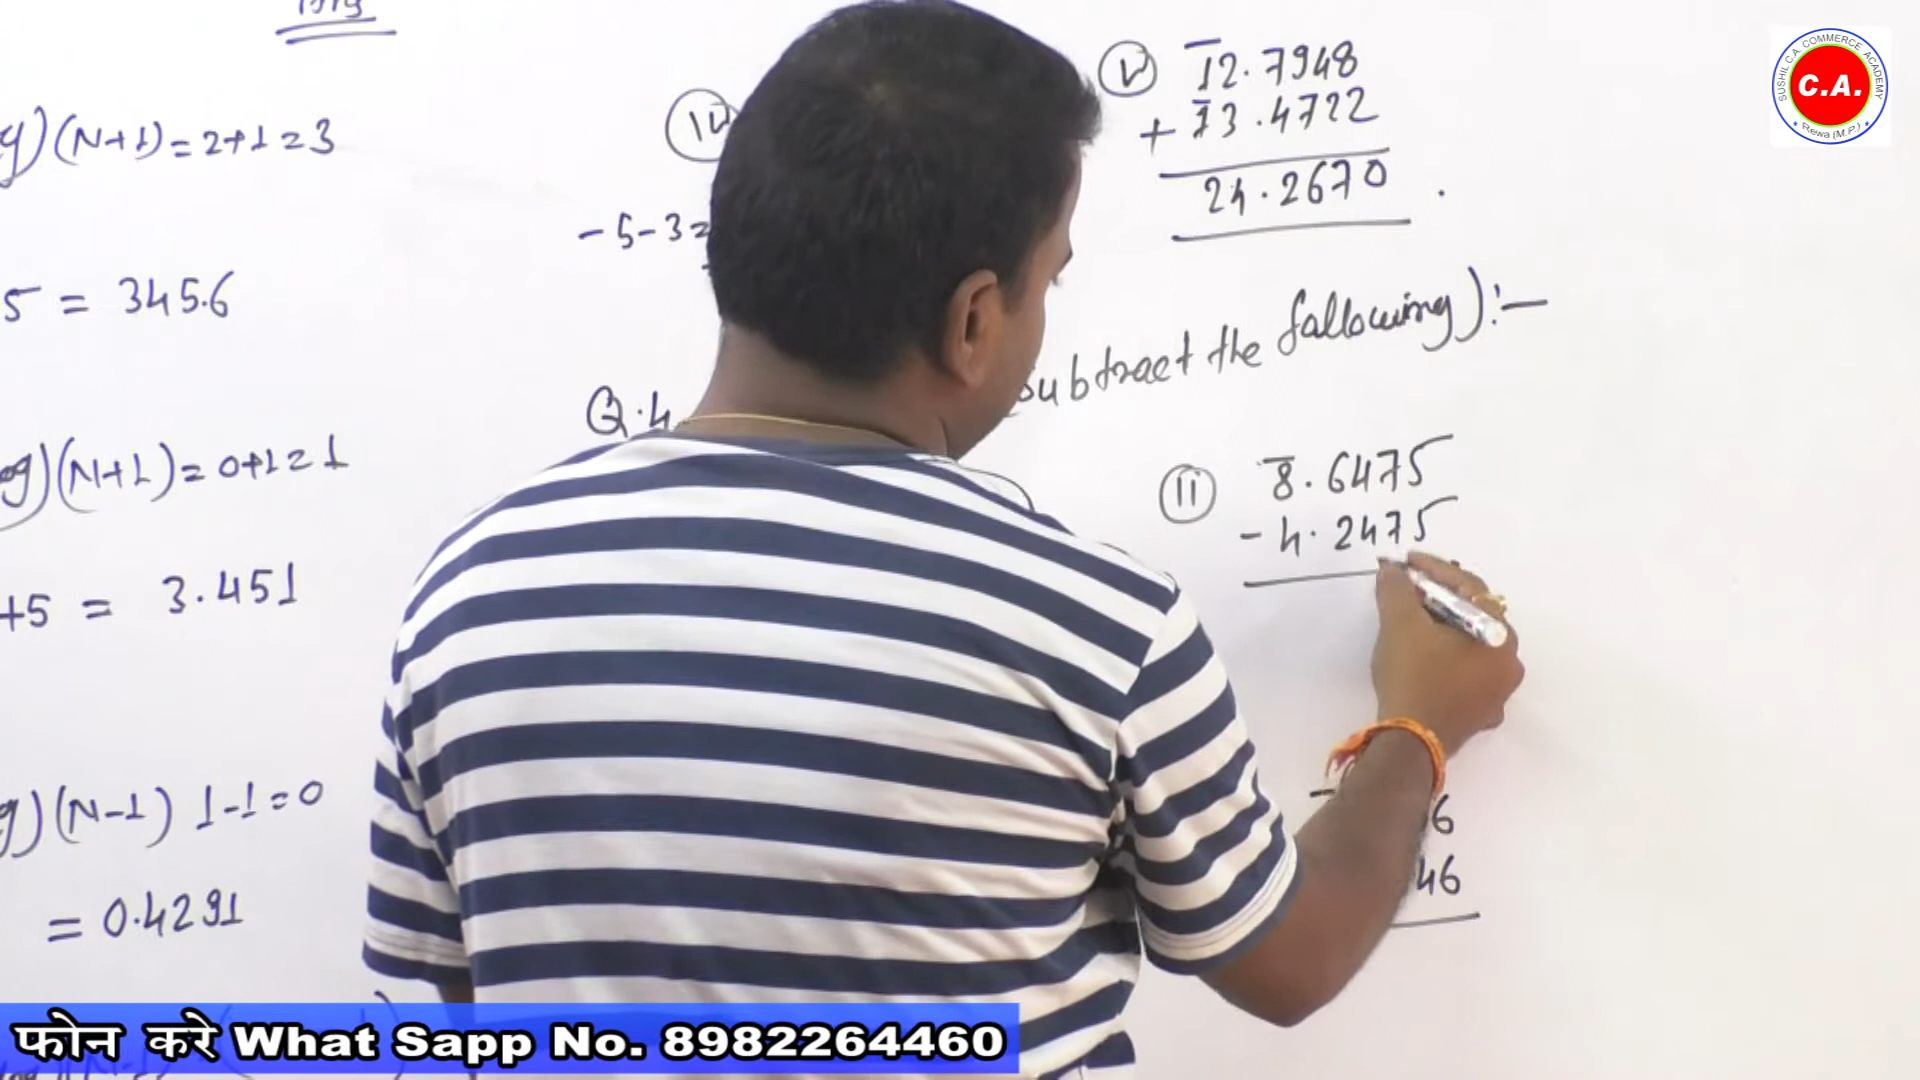 (N+1) = 2+1 = 3
5 = 345.6
(N+1) = 0+1 = 1
+5 = 3.451
(N-1) 1-1 = 0
= 0.4291
- 5 - 3 =
Q.4
(v) 1̅2̅.7948
+ 1̅3.4722
24.2670 .
subtract the following) :-
(ii) 8̅.6475
- 4.2475
6
46
SUSHIL C.A. COMMERCE ACADEMY
C.A.
Rewa (M.P.)
फोन करे What Sapp No. 8982264460